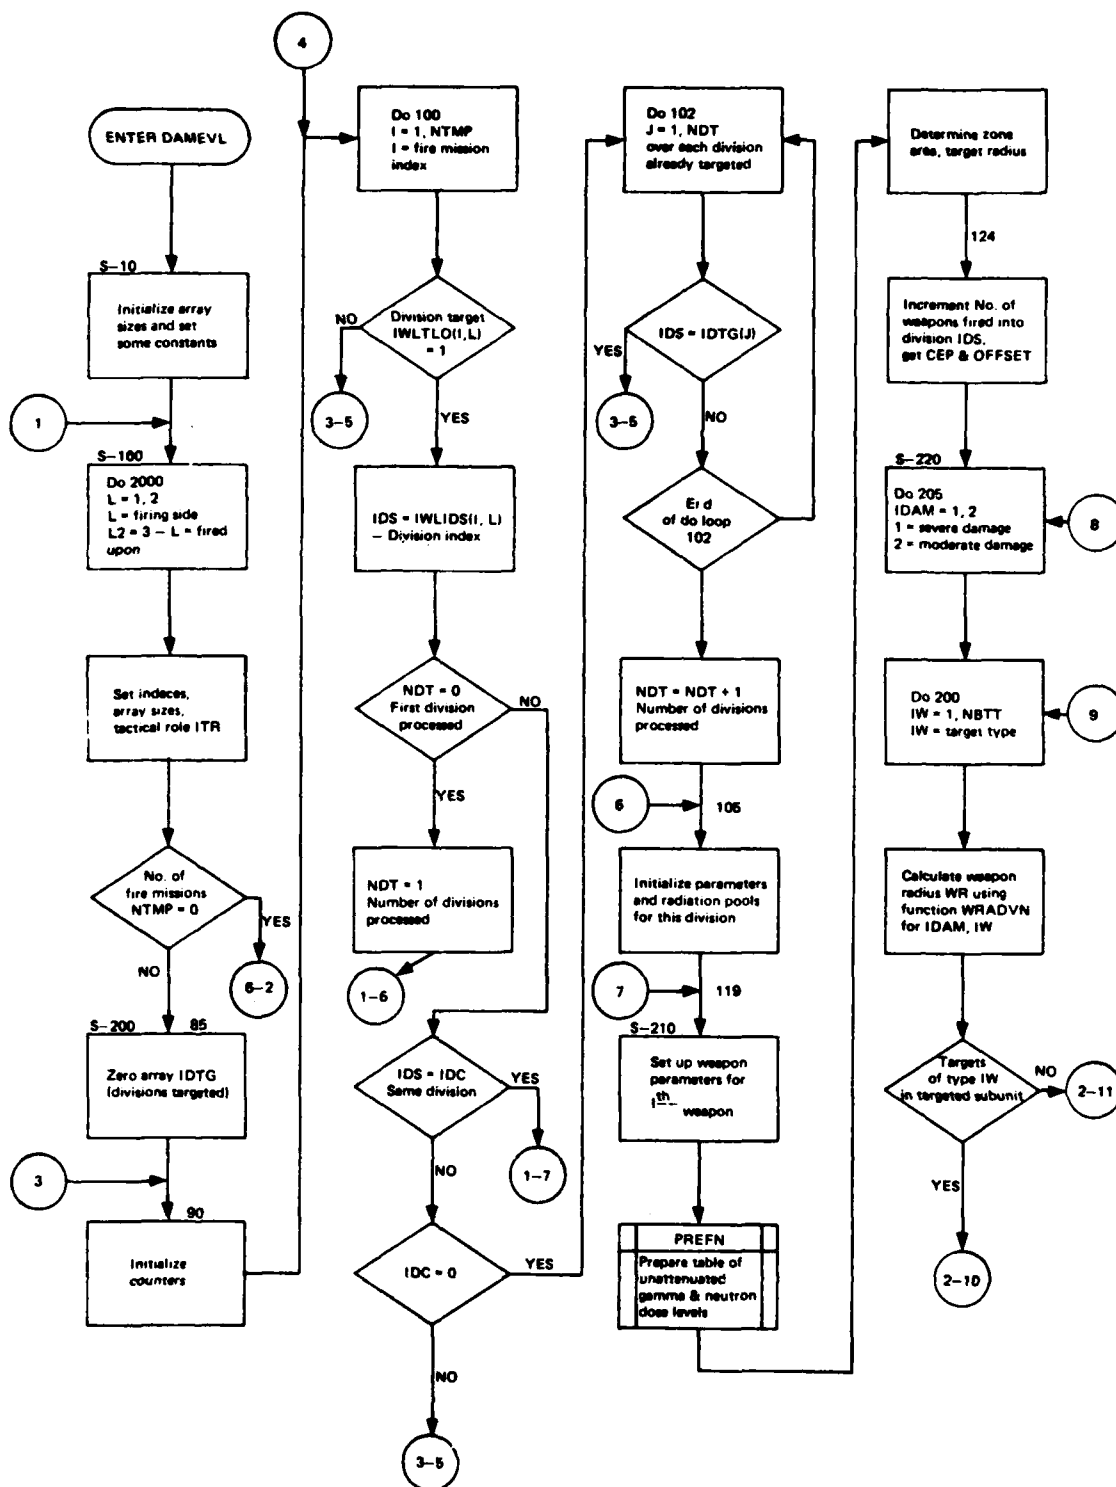 ENTER DAMEVL
S-10
Initialize array
sizes and set
some constants
1
S-100
Do 2000
L = 1, 2
L = firing side
L2 = 3 - L = fired
upon
Set indeces,
array sizes,
tactical role ITR
No. of
fire missions
NTMP = 0
YES
6-2
NO
S-200
85
Zero array IDTG
(divisions targeted)
3
90
Initialize
counters
4
Do 100
I = 1, NTMP
I = fire mission
index
Division target
IWLTLO(I,L)
= 1
NO
3-5
YES
IDS = IWLIDS(I, L)
- Division index
NDT = 0
First division
processed
NO
YES
NDT = 1
Number of divisions
processed
1-6
IDS = IDC
Same division
YES
1-7
NO
IDC = 0
YES
NO
3-5
Do 102
J = 1, NDT
over each division
already targeted
IDS = IDTG(J)
YES
3-5
NO
End
of do loop
102
NDT = NDT + 1
Number of divisions
processed
6
105
Initialize parameters
and radiation pools
for this division
7
119
S-210
Set up weapon
parameters for
Ith weapon
PREFN
Prepare table of
unattenuated
gamma & neutron
dose levels
Determine zone
area, target radius
124
Increment No. of
weapons fired into
division IDS,
get CEP & OFFSET
S-220
Do 205
IDAM = 1, 2
1 = severe damage
2 = moderate damage
8
Do 200
IW = 1, NBTT
IW = target type
9
Calculate weapon
radius WR using
function WRADVN
for IDAM, IW
Targets
of type IW
in targeted subunit
NO
2-11
YES
2-10